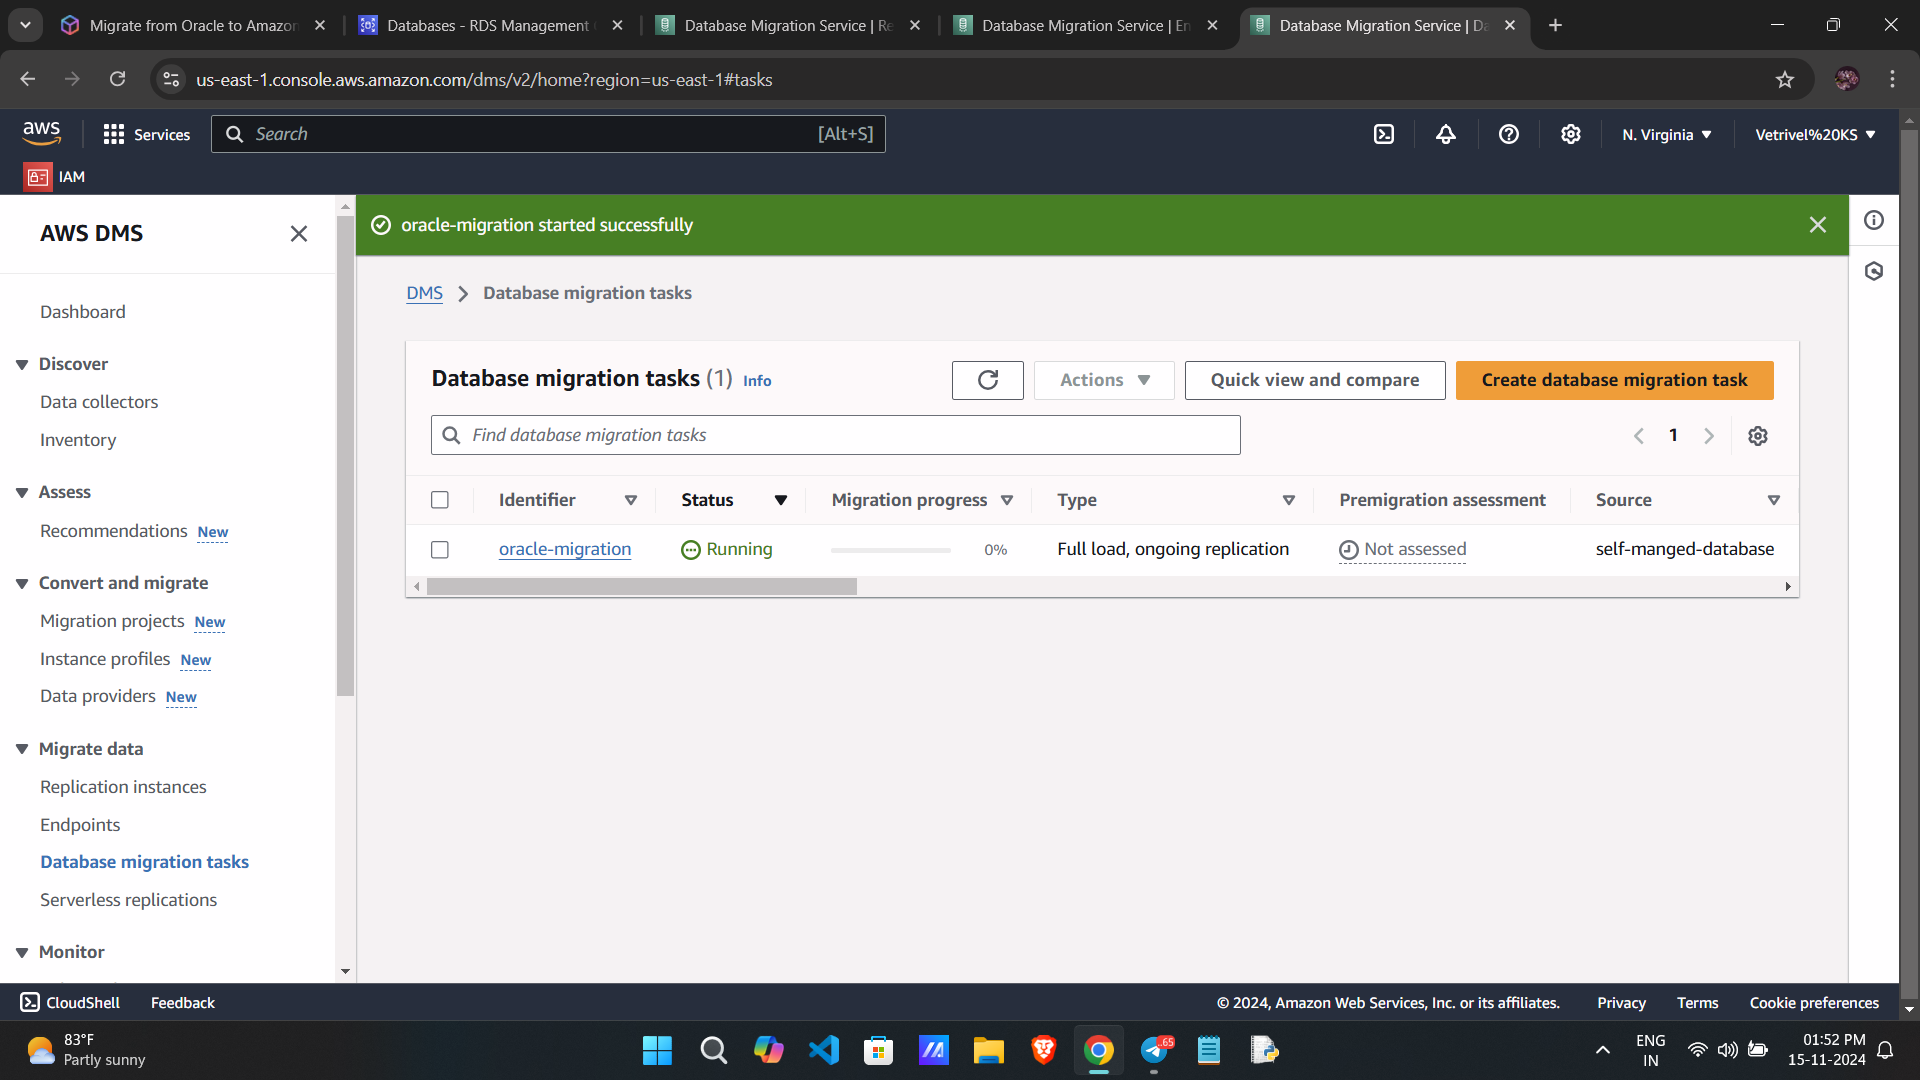 Migrate from Oracle to Amazon
Databases - RDS Management
Database Migration Service | Re
Database Migration Service | En
Database Migration Service | Da
us-east-1.console.aws.amazon.com/dms/v2/home?region=us-east-1#tasks
aws
Services
Search
[Alt+S]
N. Virginia
Vetrivel%20KS
IAM
AWS DMS
Dashboard
Discover
Data collectors
Inventory
Assess
Recommendations New
Convert and migrate
Migration projects New
Instance profiles New
Data providers New
Migrate data
Replication instances
Endpoints
Database migration tasks
Serverless replications
Monitor
oracle-migration started successfully
DMS > Database migration tasks
Database migration tasks (1) Info
Actions
Quick view and compare
Create database migration task
Find database migration tasks
1
Identifier Status Migration progress Type Premigration assessment Source
oracle-migration Running 0% Full load, ongoing replication Not assessed self-manged-database
CloudShell Feedback
© 2024, Amazon Web Services, Inc. or its affiliates. Privacy Terms Cookie preferences
83°F
Partly sunny
65
ENG
IN
01:52 PM
15-11-2024